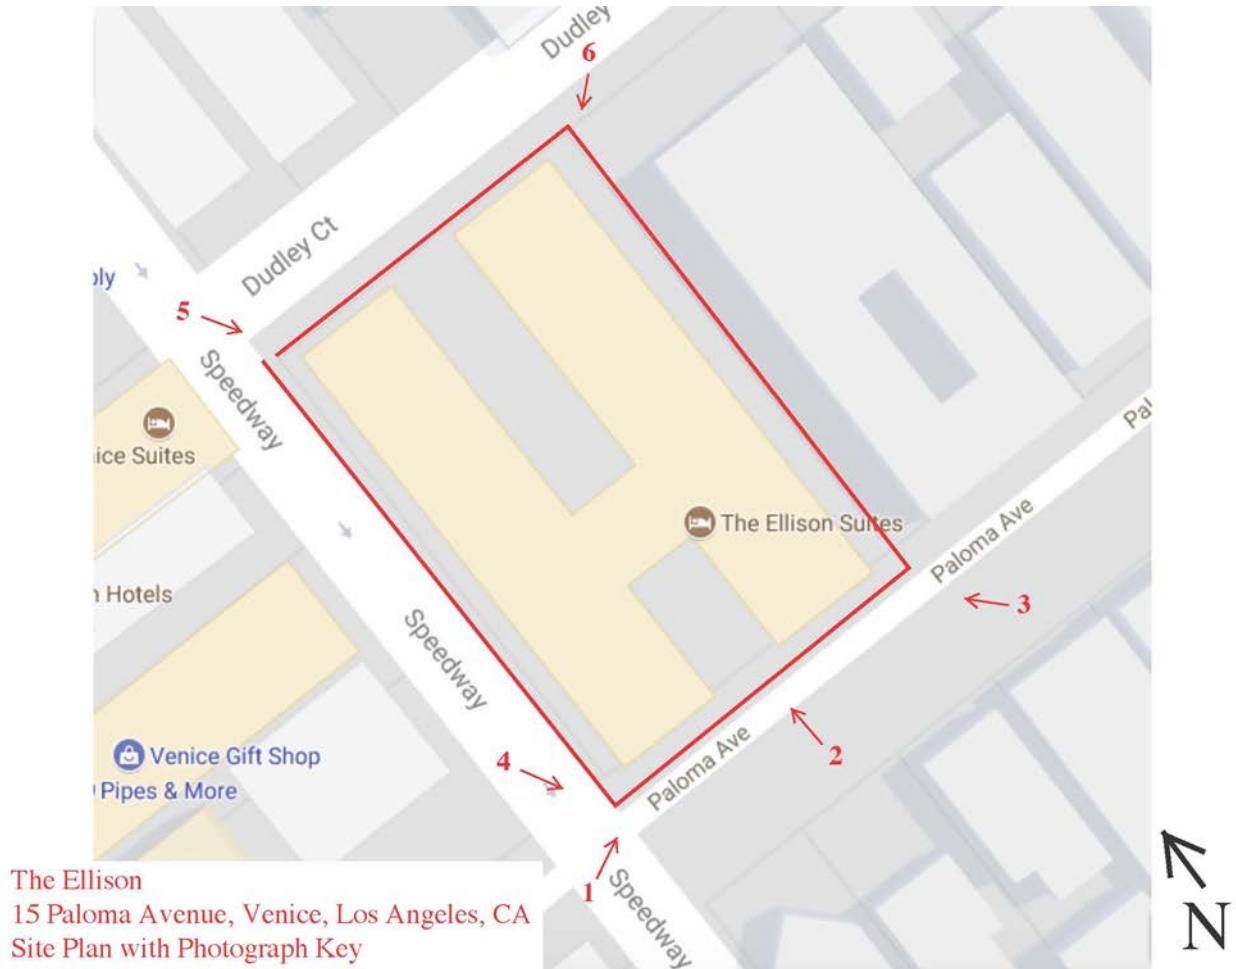 Dudley
6
Dudley Ct
ply
5
Speedway
Pal
ice Suites
The Ellison Suites
Paloma Ave
Hotels
3
Speedway
Paloma Ave
2
Venice Gift Shop
Pipes & More
4
1
Speedway
The Ellison
15 Paloma Avenue, Venice, Los Angeles, CA
Site Plan with Photograph Key
N